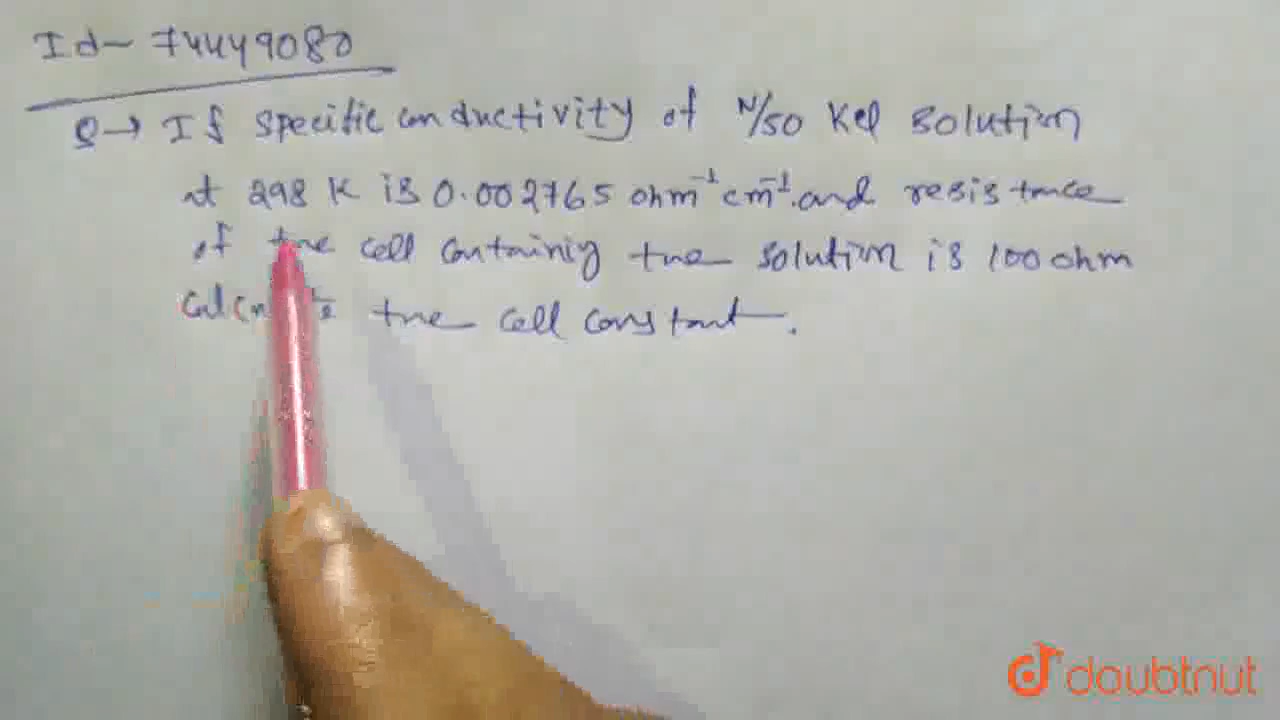 Id- 74449080
Q→ If specific conductivity of N/50 KCl solution
at 298 K is 0.002765 ohm⁻¹ cm⁻¹ and resistance
of the cell containing the solution is 100 ohm
the cell constant.
doubtnut